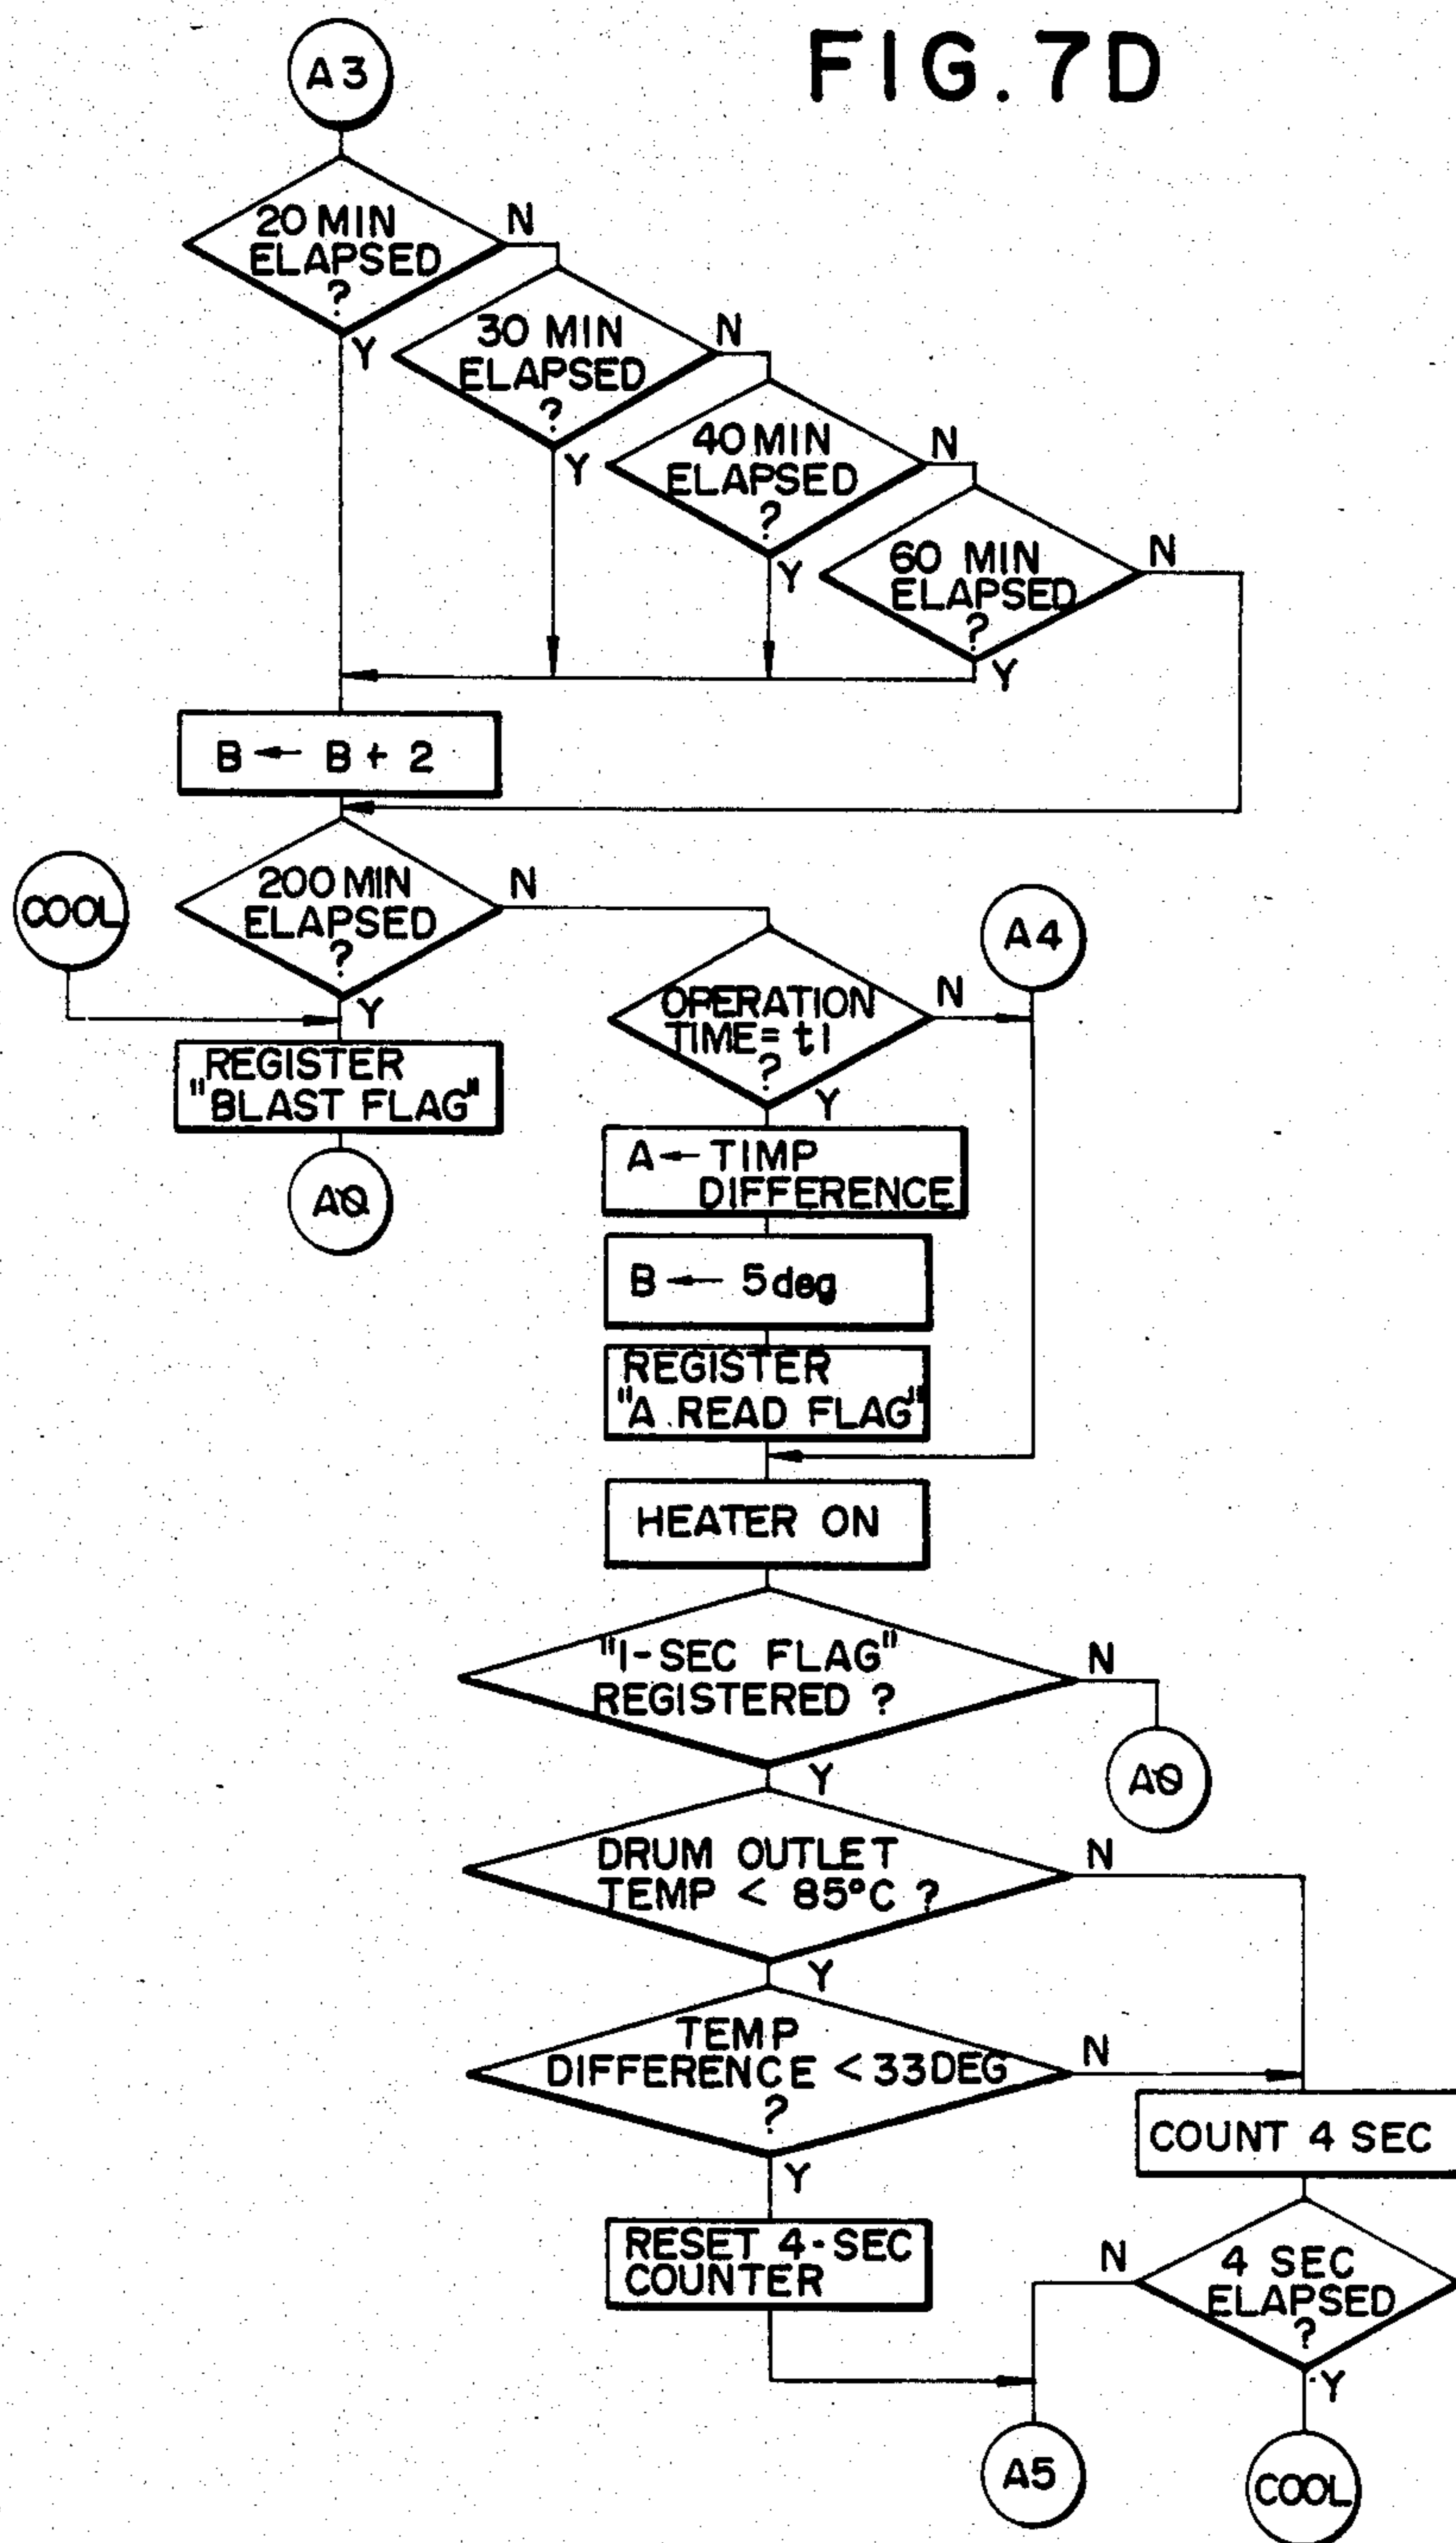 FIG. 7D
A3
20 MIN
ELAPSED
?
N
Y
30 MIN
ELAPSED
?
N
Y
40 MIN
ELAPSED
?
N
Y
60 MIN
ELAPSED
?
N
Y
B ← B + 2
COOL
200 MIN
ELAPSED
?
N
Y
REGISTER
"BLAST FLAG"
A0
OPERATION
TIME = t1
?
N
Y
A4
A ← TIMP
DIFFERENCE
B ← 5 deg
REGISTER
"A READ FLAG"
HEATER ON
"1-SEC FLAG"
REGISTERED ?
N
Y
A0
DRUM OUTLET
TEMP < 85°C ?
N
Y
TEMP
DIFFERENCE < 33DEG
?
N
Y
COUNT 4 SEC
RESET 4-SEC
COUNTER
4 SEC
ELAPSED
?
N
Y
A5
COOL